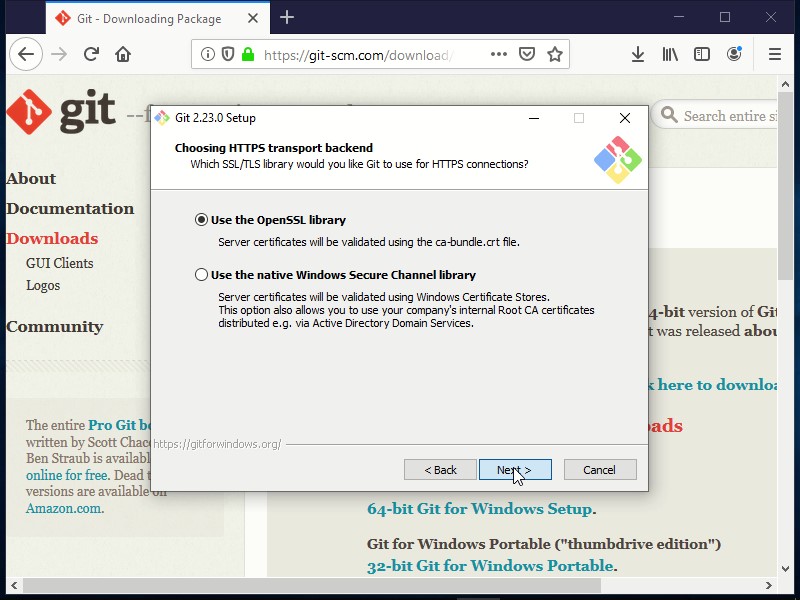 Git - Downloading Package
https://git-scm.com/download/
git
Search entire si
Git 2.23.0 Setup
Choosing HTTPS transport backend
Which SSL/TLS library would you like Git to use for HTTPS connections?
Use the OpenSSL library
Server certificates will be validated using the ca-bundle.crt file.
Use the native Windows Secure Channel library
Server certificates will be validated using Windows Certificate Stores.
This option also allows you to use your company's internal Root CA certificates
distributed e.g. via Active Directory Domain Services.
https://gitforwindows.org/
< Back
Next >
Cancel
About
Documentation
Downloads
GUI Clients
Logos
Community
The entire Pro Git bo
written by Scott Chac
Ben Straub is availabl
online for free. Dead t
versions are available on
Amazon.com.
4-bit version of Git
t was released abou
k here to downloa
ads
64-bit Git for Windows Setup.
Git for Windows Portable ("thumbdrive edition")
32-bit Git for Windows Portable.